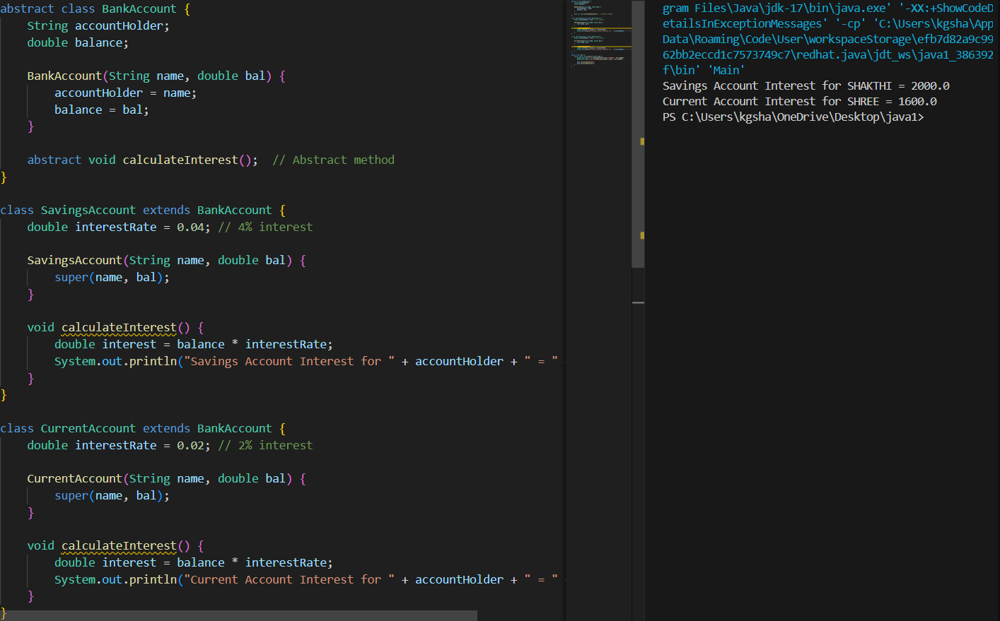 abstract class BankAccount {
    String accountHolder;
    double balance;

    BankAccount(String name, double bal) {
        accountHolder = name;
        balance = bal;
    }

    abstract void calculateInterest();  // Abstract method
}

class SavingsAccount extends BankAccount {
    double interestRate = 0.04; // 4% interest

    SavingsAccount(String name, double bal) {
        super(name, bal);
    }

    void calculateInterest() {
        double interest = balance * interestRate;
        System.out.println("Savings Account Interest for " + accountHolder + " = "
    }
}

class CurrentAccount extends BankAccount {
    double interestRate = 0.02; // 2% interest

    CurrentAccount(String name, double bal) {
        super(name, bal);
    }

    void calculateInterest() {
        double interest = balance * interestRate;
        System.out.println("Current Account Interest for " + accountHolder + " = "
    }
}
gram Files\Java\jdk-17\bin\java.exe' '-XX:+ShowCodeD
etailsInExceptionMessages' '-cp' 'C:\Users\kgsha\App
Data\Roaming\Code\User\workspaceStorage\efb7d82a9c99
62bb2eccd1c7573749c7\redhat.java\jdt_ws\java1_386392
f\bin' 'Main'
Savings Account Interest for SHAKTHI = 2000.0
Current Account Interest for SHREE = 1600.0
PS C:\Users\kgsha\OneDrive\Desktop\java1>